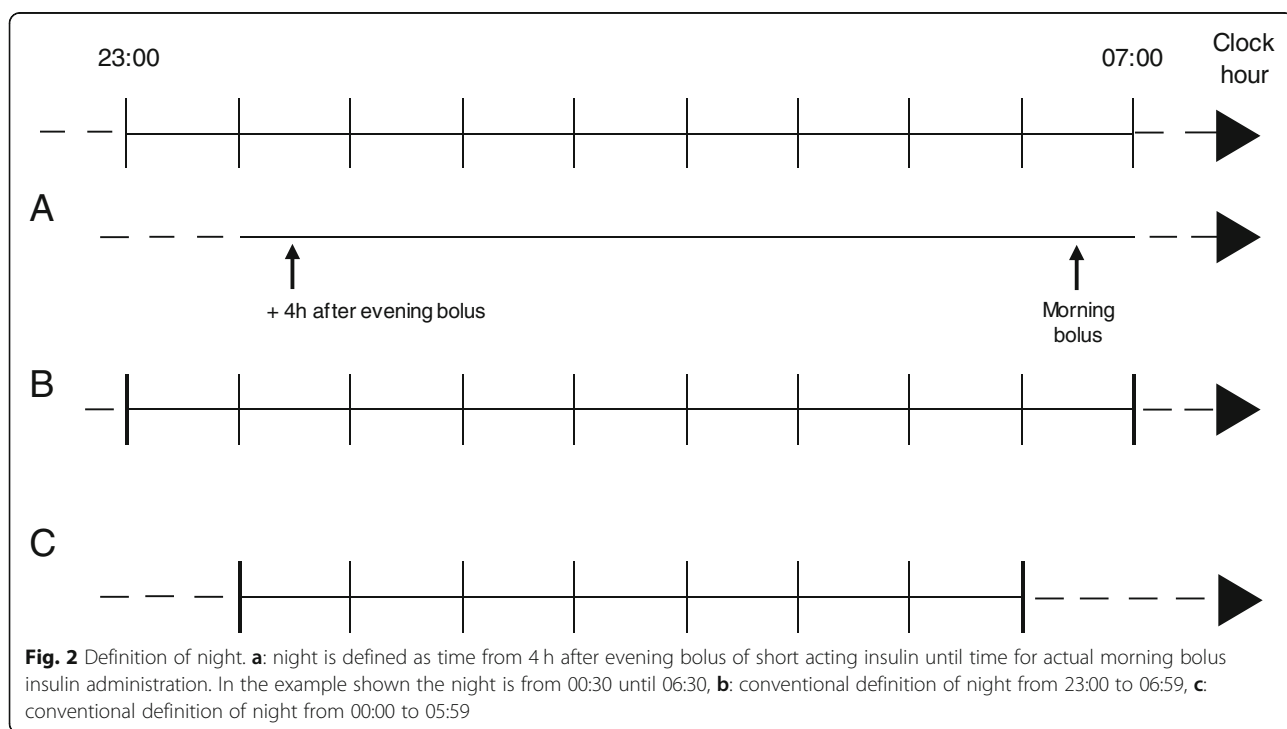 23:00
07:00
Clock
hour
A
+ 4h after evening bolus
Morning
bolus
B
C
Fig. 2 Definition of night. a: night is defined as time from 4 h after evening bolus of short acting insulin until time for actual morning bolus
insulin administration. In the example shown the night is from 00:30 until 06:30, b: conventional definition of night from 23:00 to 06:59, c:
conventional definition of night from 00:00 to 05:59